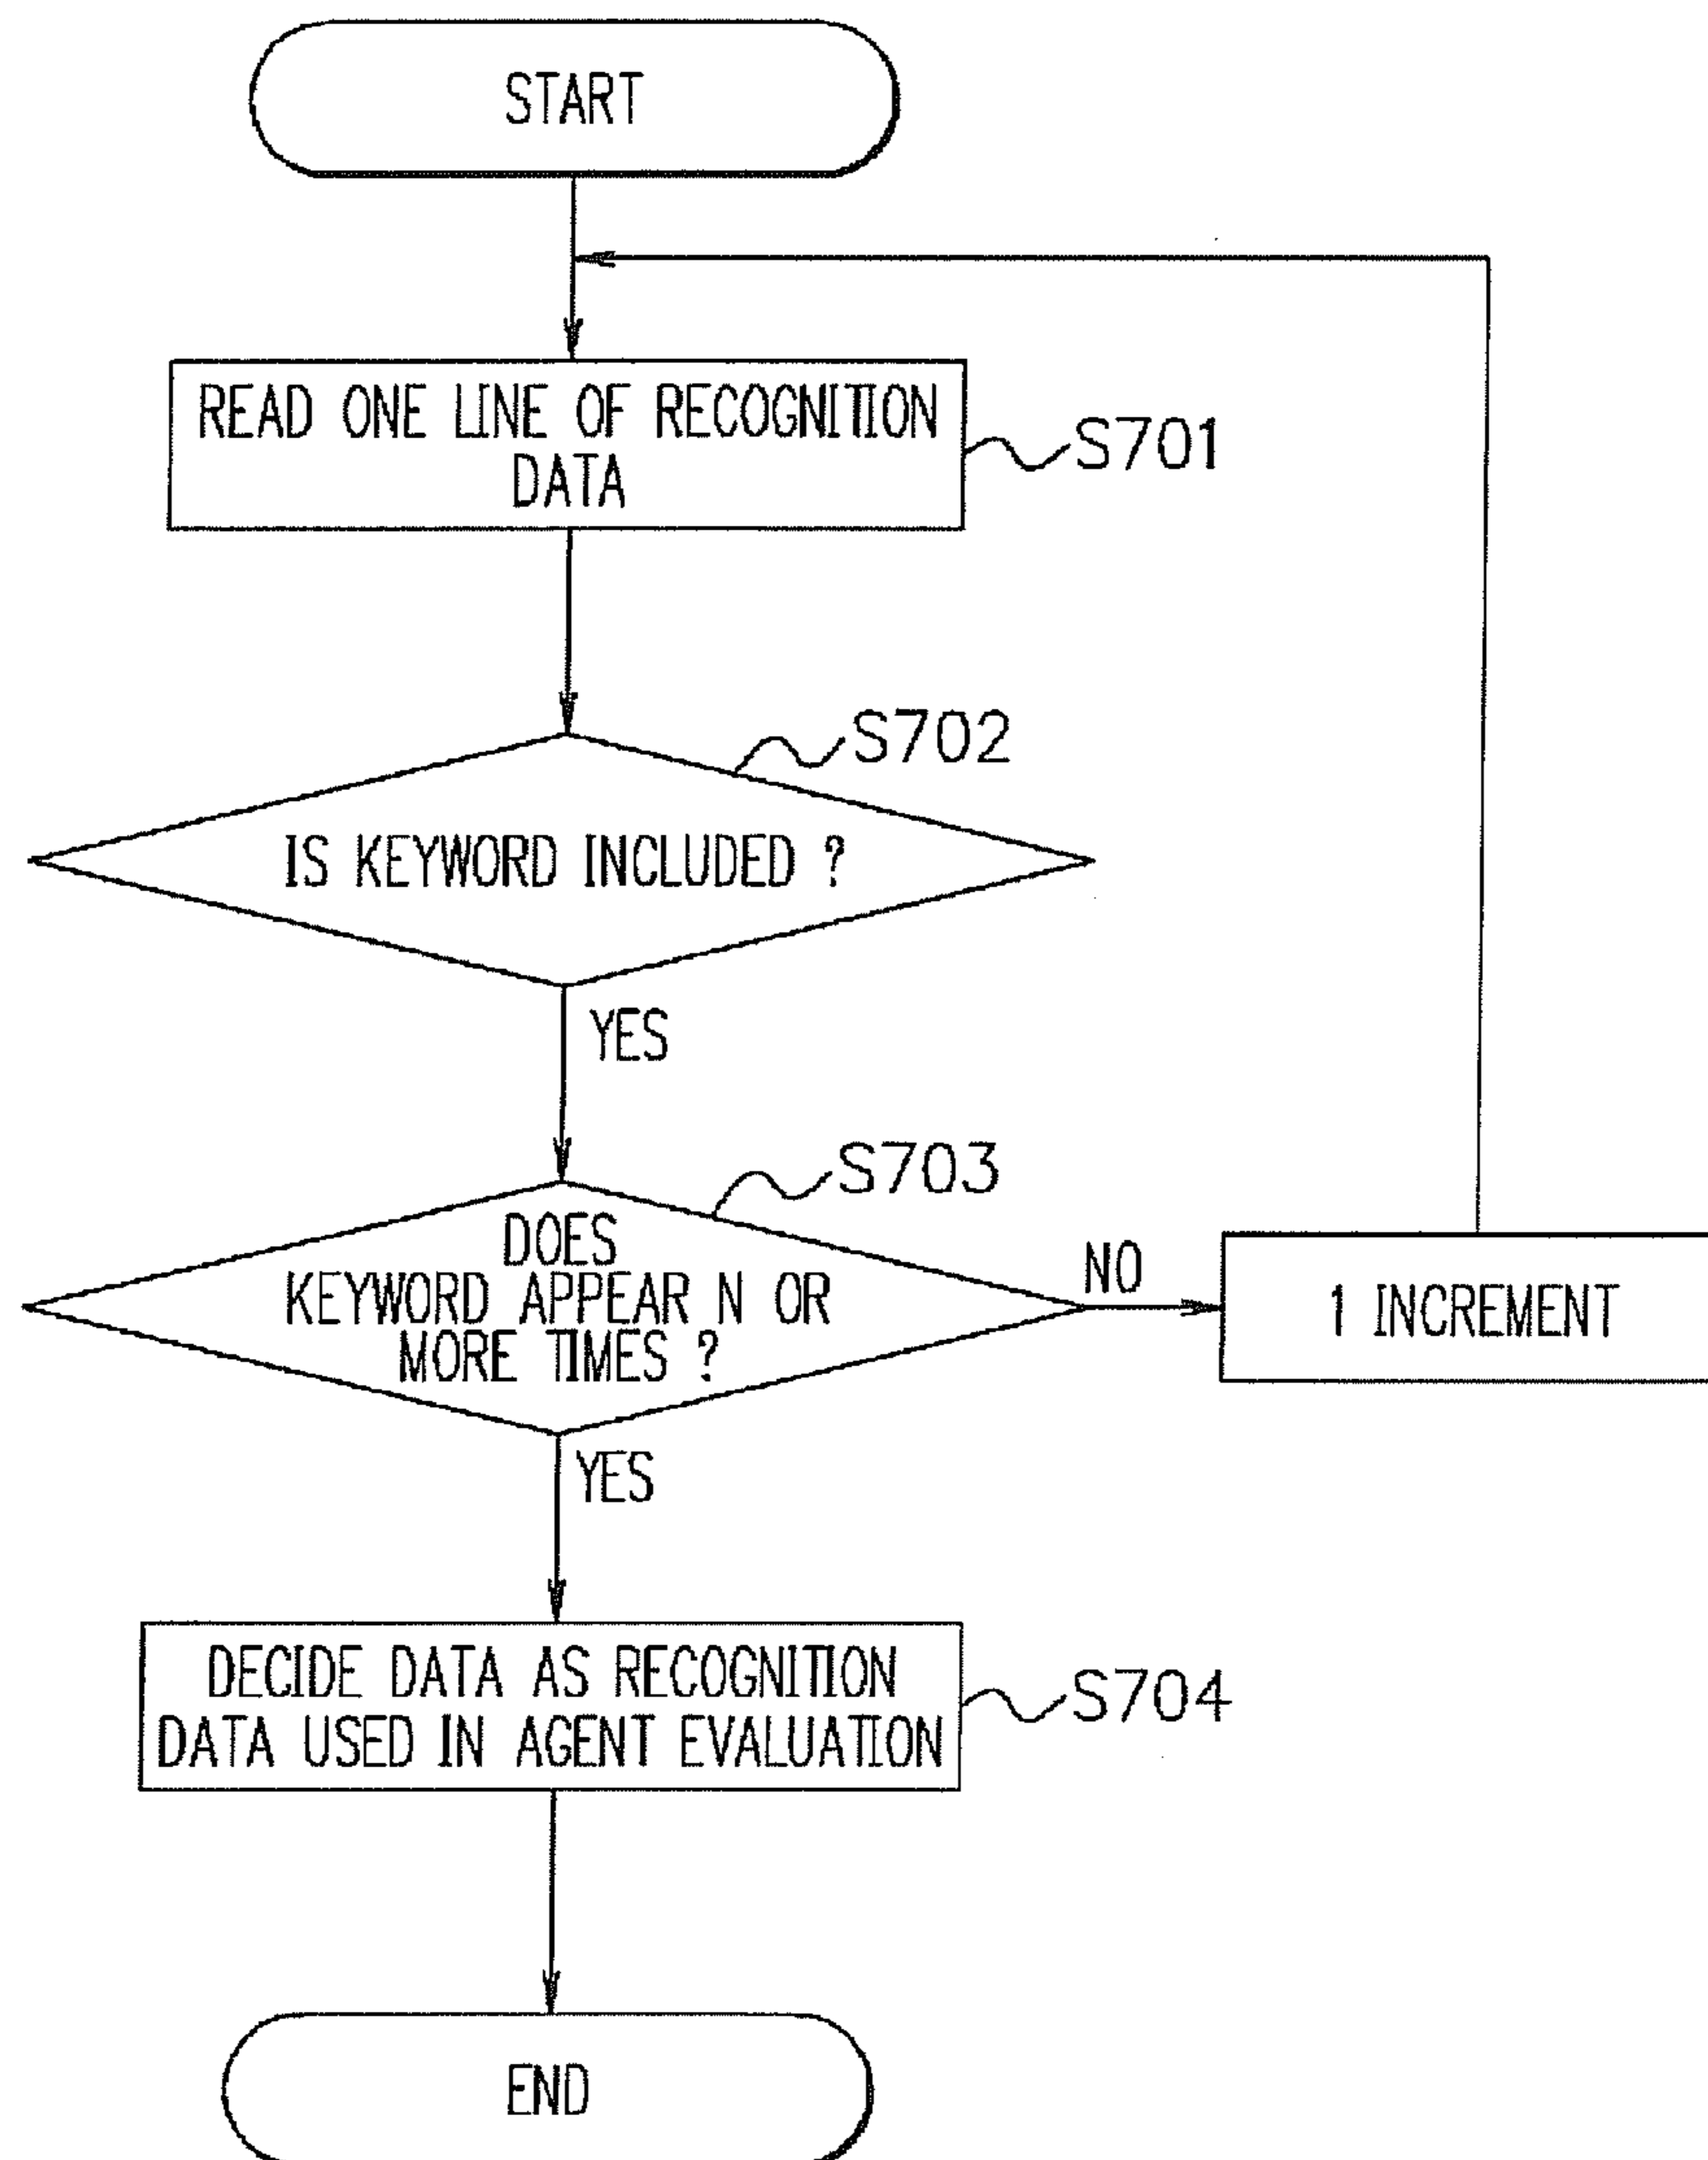 START
READ ONE LINE OF RECOGNITION
DATA
S701
S702
IS KEYWORD INCLUDED ?
YES
S703
DOES
KEYWORD APPEAR N OR
MORE TIMES ?
NO
1 INCREMENT
YES
DECIDE DATA AS RECOGNITION
DATA USED IN AGENT EVALUATION
S704
END